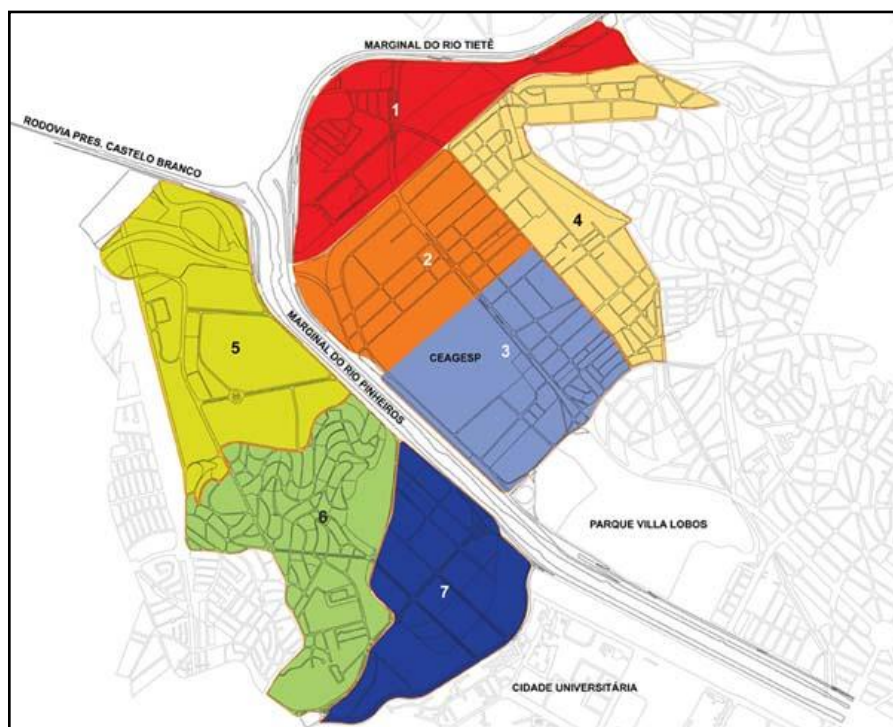 MARGINAL DO RIO TIETÊ
1
RODOVIA PRES. CASTELO BRANCO
4
2
5
MARGINAL DO RIO PINHEIROS
CEAGESP
3
6
PARQUE VILLA LOBOS
7
CIDADE UNIVERSITÁRIA